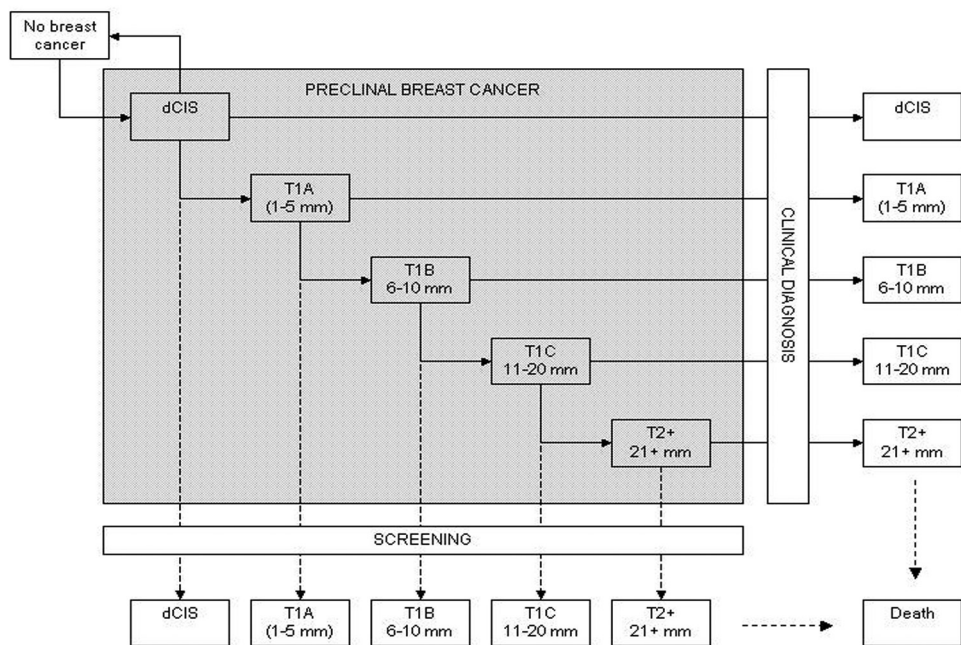 No breast
cancer
PRECLINAL BREAST CANCER
dCIS
dCIS
T1A
(1-5 mm)
T1A
(1-5 mm)
CLINICAL DIAGNOSIS
T1B
6-10 mm
T1B
6-10 mm
T1C
11-20 mm
T1C
11-20 mm
T2+
21+ mm
T2+
21+ mm
SCREENING
dCIS
T1A
(1-5 mm)
T1B
6-10 mm
T1C
11-20 mm
T2+
21+ mm
Death